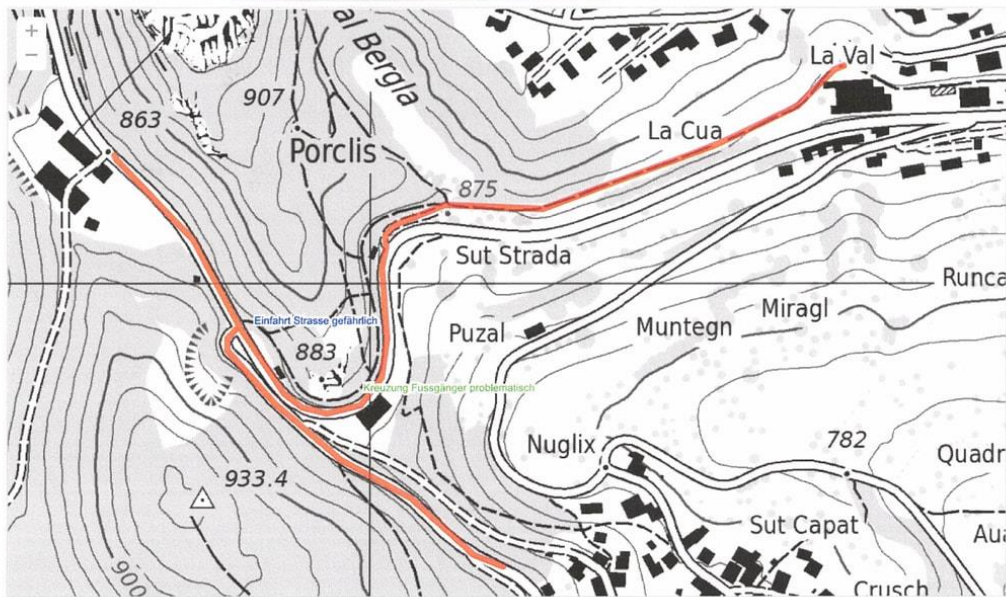 +
−
al Bergla
La Val
907
863
La Cua
Porclis
875
Sut Strada
Runca
Miragl
Einfahrt Strasse gefährlich
Muntegn
Puzal
883
Kreuzung Fussgänger problematisch
Nuglix
782
Quadr
933.4
Sut Capat
Aua
900
Crusch